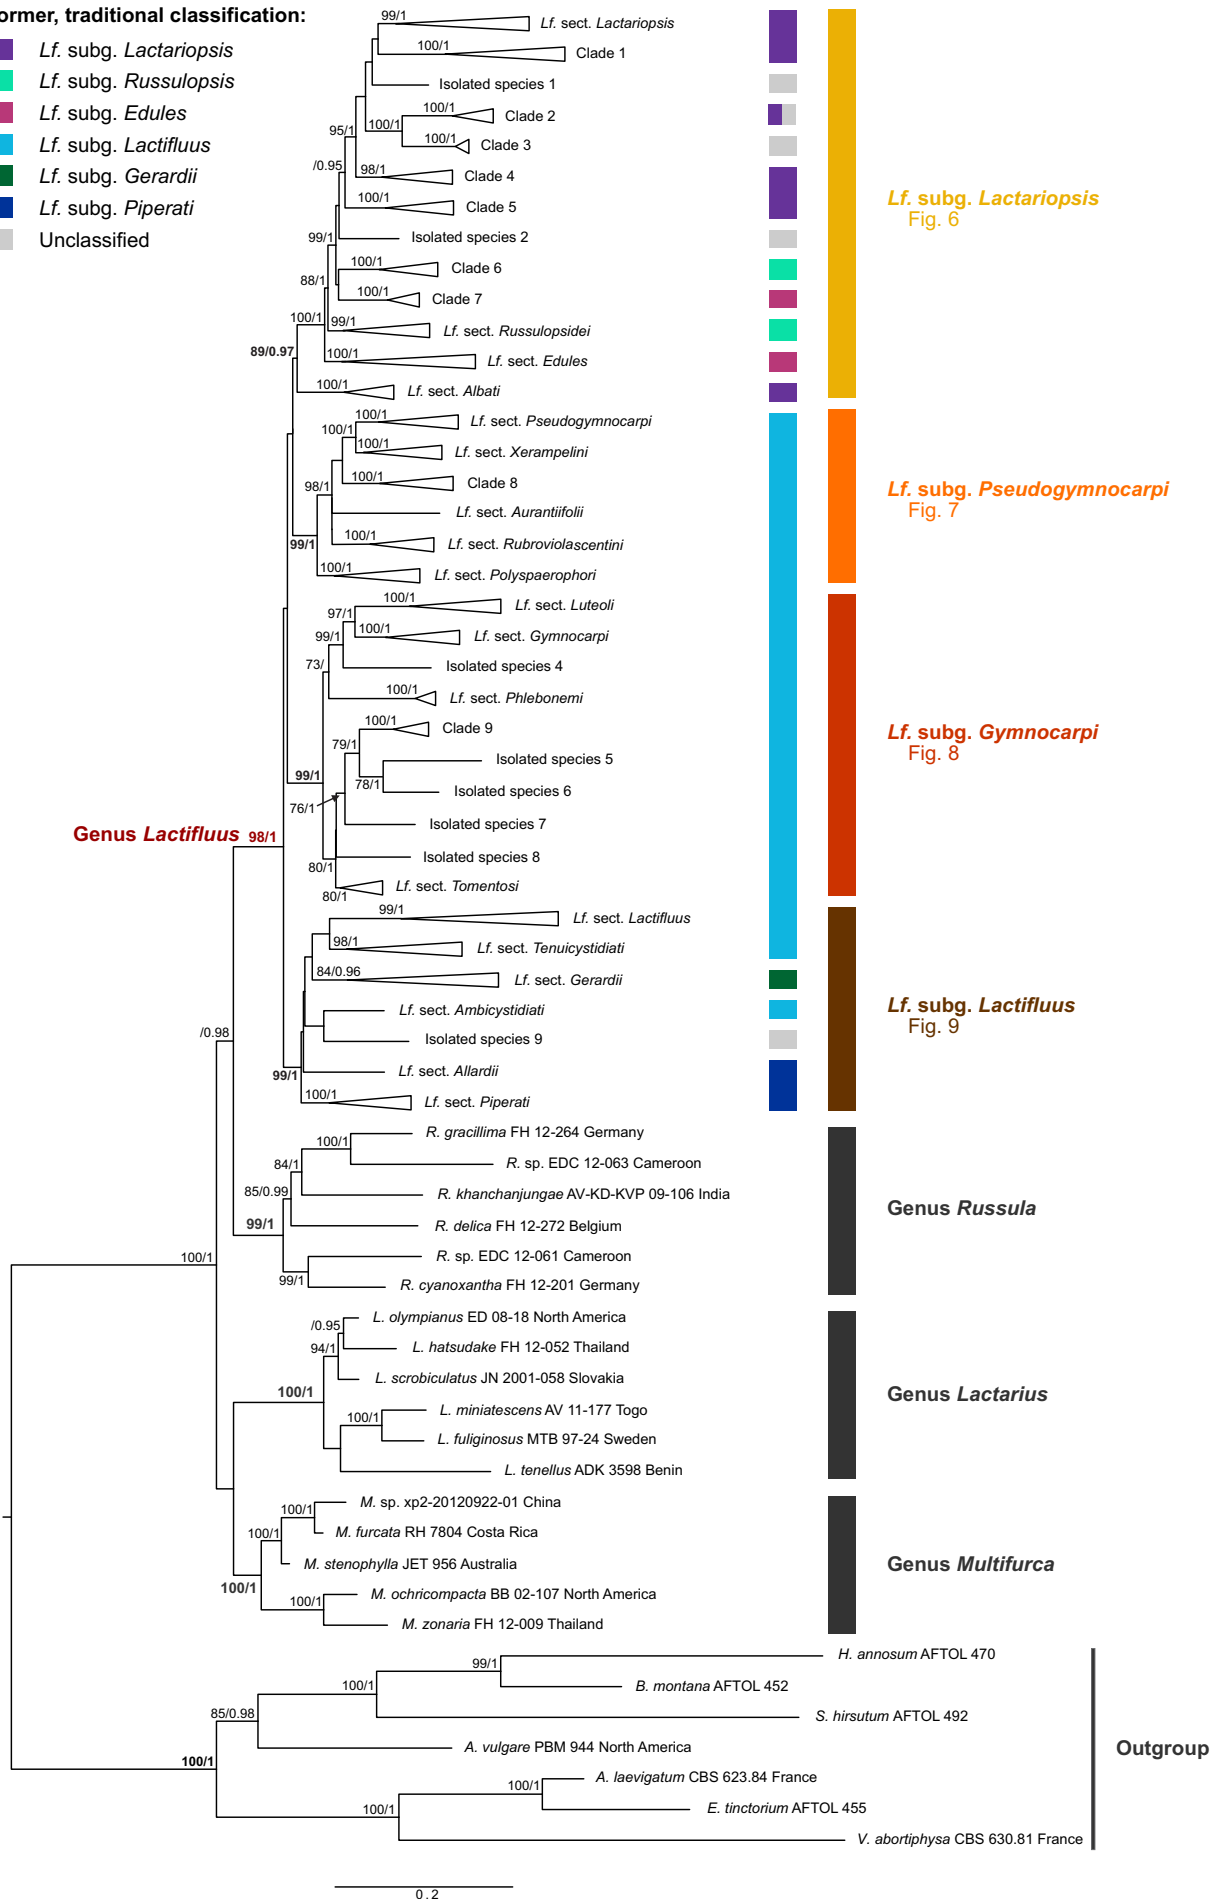 ormer, traditional classification:
Lf. subg. Lactariopsis
Lf. subg. Russulopsis
Lf. subg. Edules
Lf. subg. Lactifluus
Lf. subg. Gerardii
Lf. subg. Piperati
Unclassified
99/1
Lf. sect. Lactariopsis
100/1
Clade 1
Isolated species 1
100/1
Clade 2
95/1
100/1
100/1
Clade 3
/0.95
98/1
Clade 4
100/1
Clade 5
99/1
Isolated species 2
100/1
Clade 6
88/1
100/1
Clade 7
100/1
99/1
Lf. sect. Russulopsidei
89/0.97
100/1
Lf. sect. Edules
100/1
Lf. sect. Albati
Lf. subg. Lactariopsis
Fig. 6
100/1
Lf. sect. Pseudogymnocarpi
100/1
100/1
Lf. sect. Xerampelini
98/1
100/1
Clade 8
Lf. sect. Aurantiifolii
99/1
100/1
Lf. sect. Rubroviolascentini
100/1
Lf. sect. Polyspaerophori
Lf. subg. Pseudogymnocarpi
Fig. 7
100/1
Lf. sect. Luteoli
97/1
99/1
100/1
Lf. sect. Gymnocarpi
73/
Isolated species 4
100/1
Lf. sect. Phlebonemi
100/1
Clade 9
79/1
Isolated species 5
99/1
78/1
Isolated species 6
76/1
Isolated species 7
80/1
Isolated species 8
80/1
Lf. sect. Tomentosi
Lf. subg. Gymnocarpi
Fig. 8
Genus Lactifluus 98/1
99/1
Lf. sect. Lactifluus
98/1
Lf. sect. Tenuicystidiati
84/0.96
Lf. sect. Gerardii
Lf. sect. Ambicystidiati
Isolated species 9
99/1
Lf. sect. Allardii
100/1
Lf. sect. Piperati
Lf. subg. Lactifluus
Fig. 9
/0.98
R. gracillima FH 12-264 Germany
100/1
84/1
R. sp. EDC 12-063 Cameroon
85/0.99
R. khanchanjungae AV-KD-KVP 09-106 India
99/1
R. delica FH 12-272 Belgium
R. sp. EDC 12-061 Cameroon
99/1
R. cyanoxantha FH 12-201 Germany
Genus Russula
100/1
L. olympianus ED 08-18 North America
/0.95
94/1
L. hatsudake FH 12-052 Thailand
100/1
L. scrobiculatus JN 2001-058 Slovakia
100/1
L. miniatescens AV 11-177 Togo
L. fuliginosus MTB 97-24 Sweden
L. tenellus ADK 3598 Benin
Genus Lactarius
M. sp. xp2-20120922-01 China
100/1
100/1
M. furcata RH 7804 Costa Rica
M. stenophylla JET 956 Australia
100/1
100/1
M. ochricompacta BB 02-107 North America
M. zonaria FH 12-009 Thailand
Genus Multifurca
99/1
H. annosum AFTOL 470
100/1
B. montana AFTOL 452
85/0.98
S. hirsutum AFTOL 492
100/1
A. vulgare PBM 944 North America
100/1
A. laevigatum CBS 623.84 France
100/1
E. tinctorium AFTOL 455
V. abortiphysa CBS 630.81 France
Outgroup
0.2